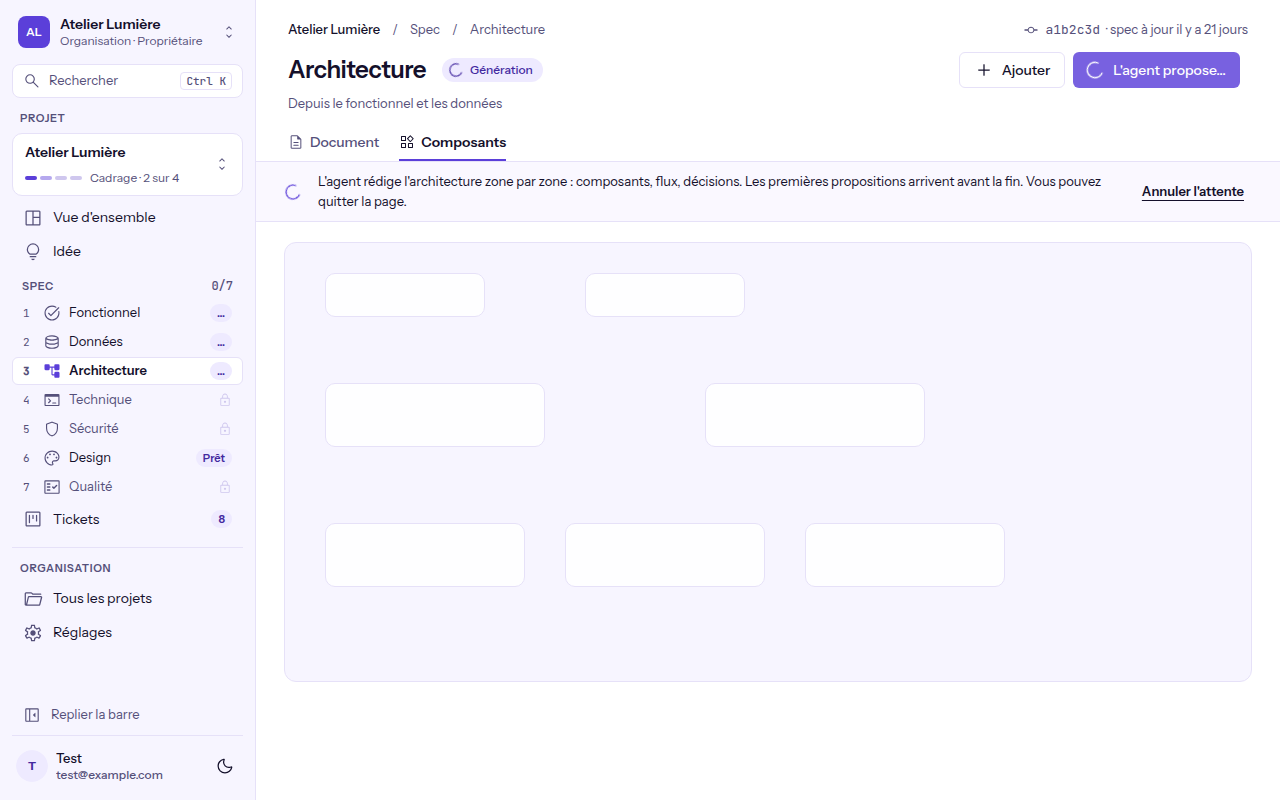 AL
Atelier Lumière
Organisation · Propriétaire
Rechercher
Ctrl K
PROJET
Atelier Lumière
Cadrage · 2 sur 4
Vue d'ensemble
Idée
SPEC 0/7
1 Fonctionnel ...
2 Données ...
3 Architecture ...
4 Technique
5 Sécurité
6 Design Prêt
7 Qualité
Tickets 8
ORGANISATION
Tous les projets
Réglages
Replier la barre
T
Test
test@example.com
Atelier Lumière / Spec / Architecture
a1b2c3d · spec à jour il y a 21 jours
Architecture
Génération
Ajouter
L'agent propose...
Depuis le fonctionnel et les données
Document
Composants
L'agent rédige l'architecture zone par zone : composants, flux, décisions. Les premières propositions arrivent avant la fin. Vous pouvez
quitter la page.
Annuler l'attente